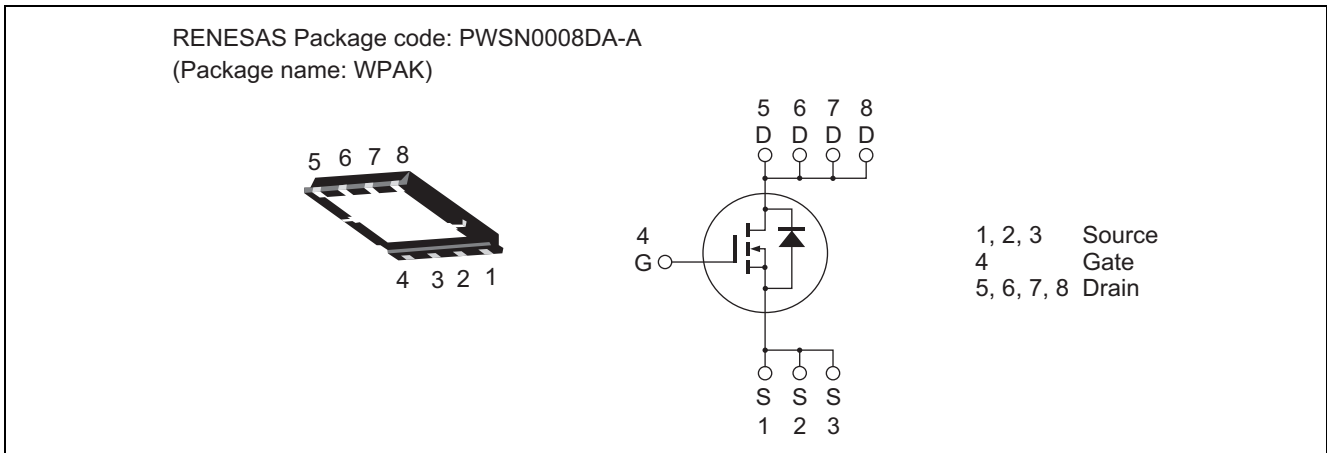 RENESAS Package code: PWSN0008DA-A
(Package name: WPAK)
5 6 7 8
4 3 2 1
5 6 7 8
D D D D
4
G
S S S
1 2 3
1, 2, 3 Source
4 Gate
5, 6, 7, 8 Drain